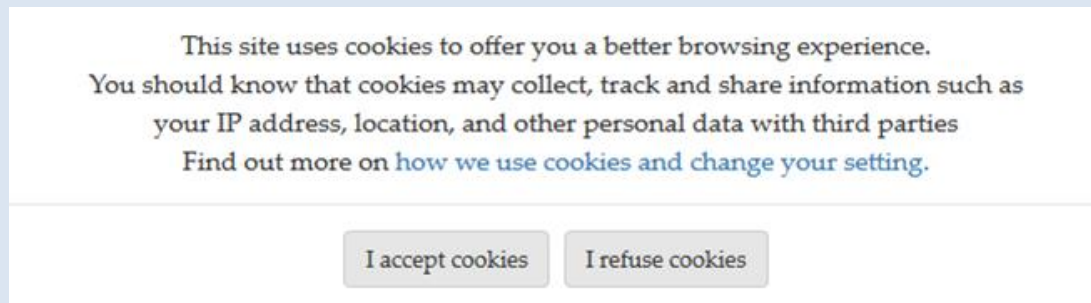 This site uses cookies to offer you a better browsing experience.
You should know that cookies may collect, track and share information such as
your IP address, location, and other personal data with third parties
Find out more on how we use cookies and change your setting.
I accept cookies
I refuse cookies